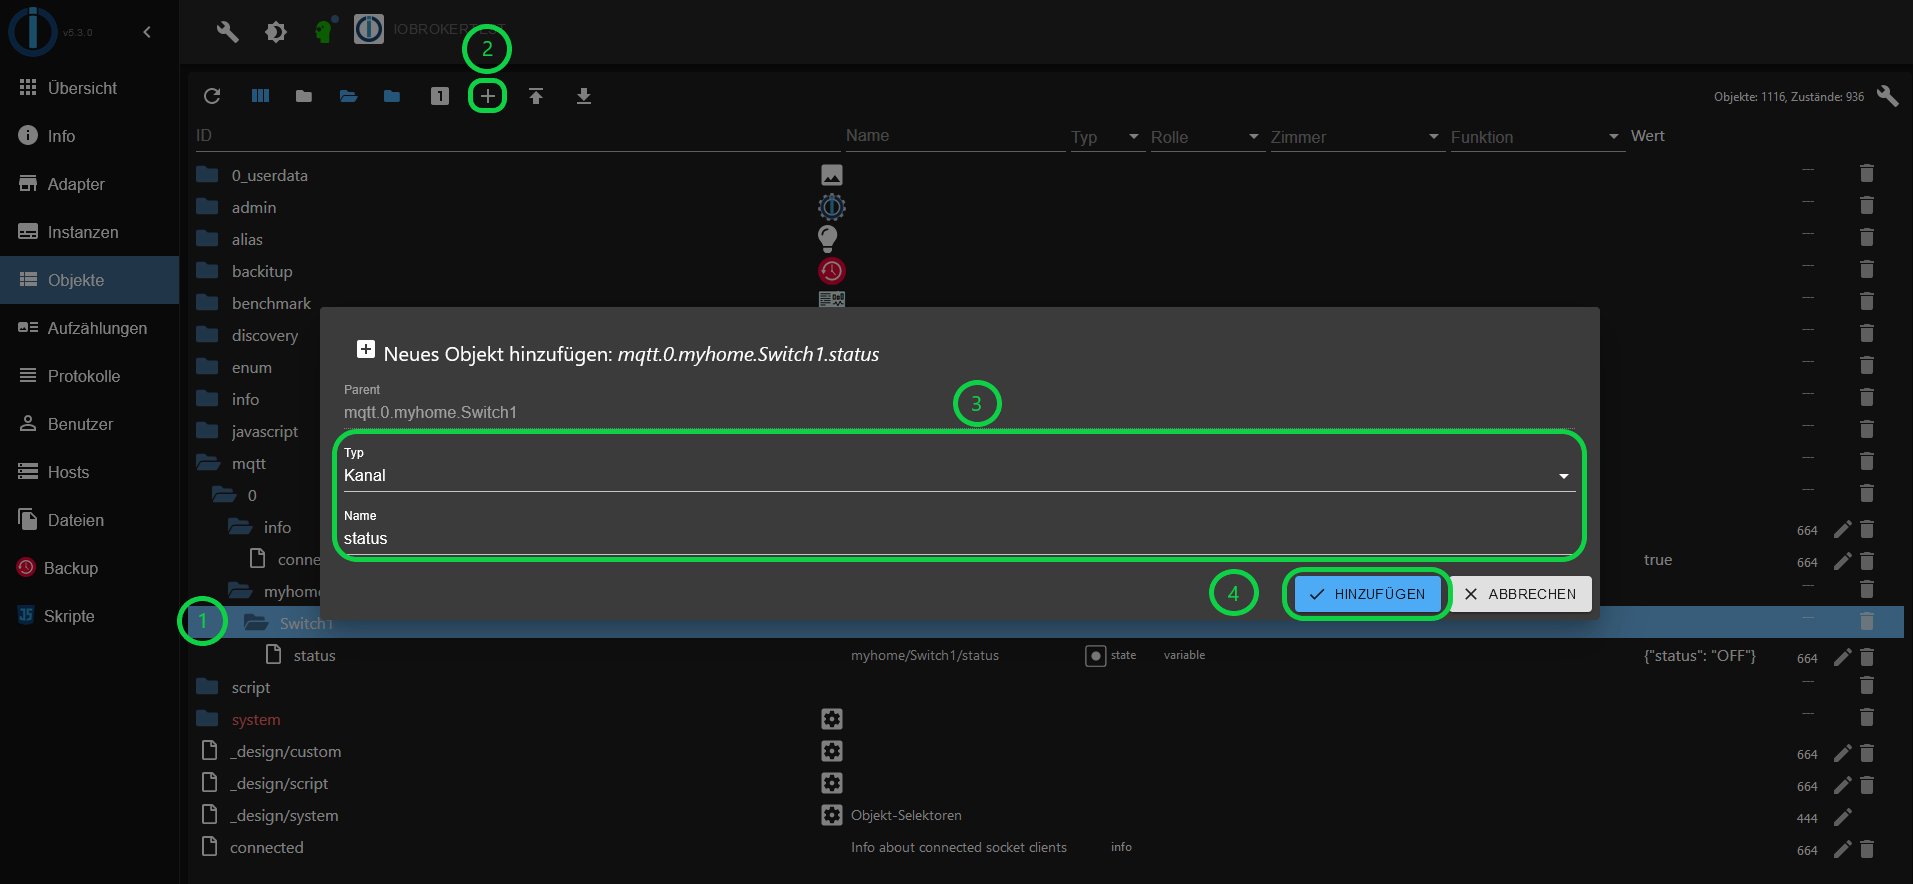 v5.3.0
IOBROKERTEST
2
Übersicht
Info
Adapter
Instanzen
Objekte
Aufzählungen
Protokolle
Benutzer
Hosts
Dateien
Backup
Skripte
1
Objekte: 1116, Zustände: 936
ID Name Typ Rolle Zimmer Funktion Wert
0_userdata ---
admin ---
alias ---
backitup ---
benchmark ---
discovery ---
enum ---
info ---
javascript ---
mqtt ---
0 ---
info 664
conne true 664
myhome ---
1 Switch1 ---
status myhome/Switch1/status state variable {"status": "OFF"} 664
script ---
system ---
_design/custom 664
_design/script 664
_design/system Objekt-Selektoren 444
connected Info about connected socket clients info 664
Neues Objekt hinzufügen: mqtt.0.myhome.Switch1.status
Parent
mqtt.0.myhome.Switch1
3
Typ
Kanal
Name
status
4 HINZUFÜGEN ABBRECHEN